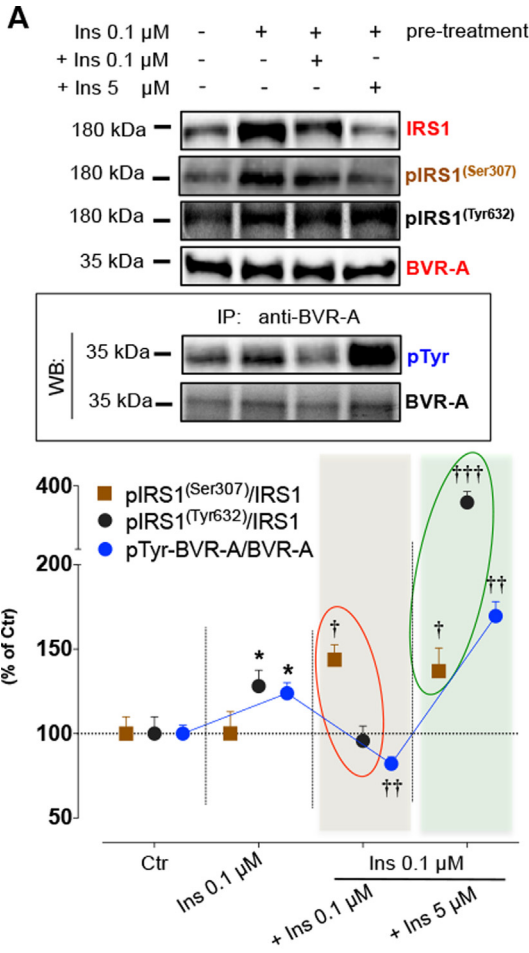 A
Ins 0.1 µM - + + + pre-treatment
+ Ins 0.1 µM - - + -
+ Ins 5 µM - - - +
180 kDa IRS1
180 kDa pIRS1(Ser307)
180 kDa pIRS1(Tyr632)
35 kDa BVR-A
IP: anti-BVR-A
WB:
35 kDa pTyr
35 kDa BVR-A
pIRS1(Ser307)/IRS1
pIRS1(Tyr632)/IRS1
pTyr-BVR-A/BVR-A
(% of Ctr)
400
200
150
100
50
* *
† ††
††† † ††
Ctr
Ins 0.1 µM
Ins 0.1 µM
+ Ins 0.1 µM
+ Ins 5 µM